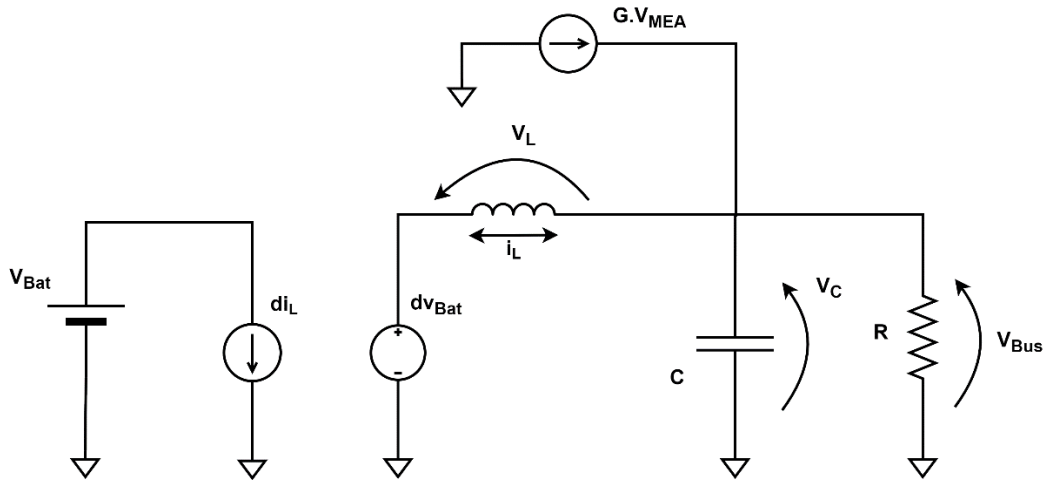 G.V_MEA
V_L
i_L
V_Bat
di_L
dv_Bat
+
-
V_C
R
V_Bus
C